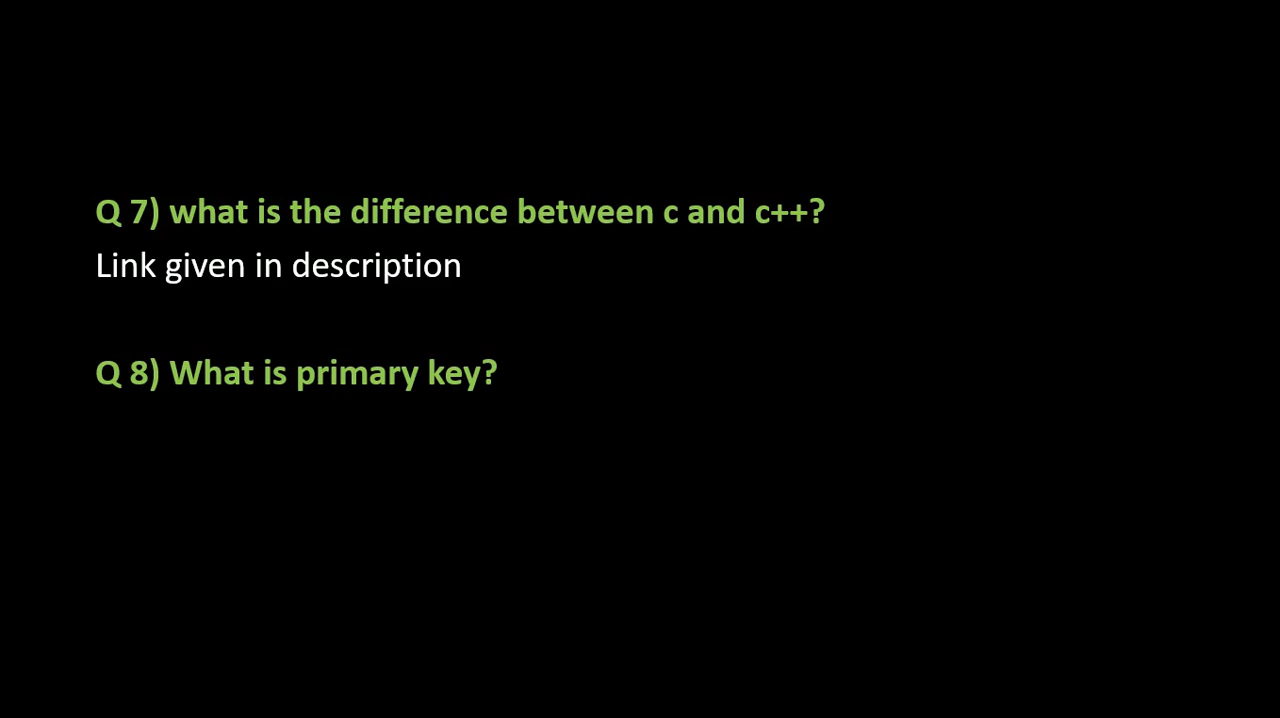 Q 7) what is the difference between c and c++?
Link given in description
Q 8) What is primary key?